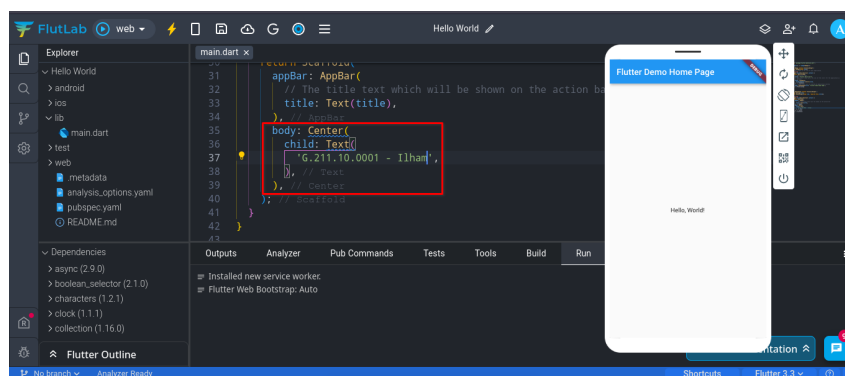 FlutLab web Hello World A
Explorer
Hello World
android
ios
lib
main.dart
test
web
.metadata
analysis_options.yaml
pubspec.yaml
README.md
Dependencies
async (2.9.0)
boolean_selector (2.1.0)
characters (1.2.1)
clock (1.1.1)
collection (1.16.0)
Flutter Outline
main.dart ×
31 appBar: AppBar(
32 // The title text which will be shown on the action ba
33 title: Text(title),
34 ), // AppBar
35 body: Center(
36 child: Text(
37 'G.211.10.0001 - Ilham',
38 ), // Text
39 ), // Center
40 ); // Scaffold
41 }
42 }
43
Outputs Analyzer Pub Commands Tests Tools Build Run
Installed new service worker.
Flutter Web Bootstrap: Auto
Flutter Demo Home Page
DEBUG
Hello, World!
ntation
No branch Analyzer Ready Shortcuts Flutter 3.3